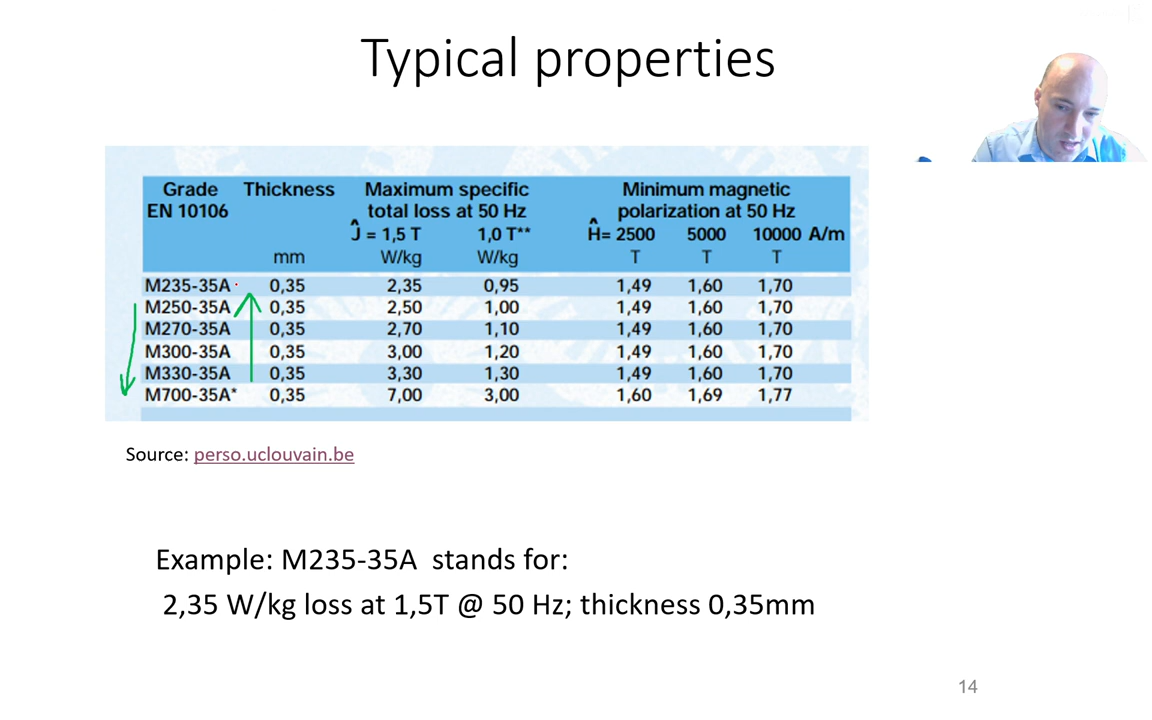 Typical properties
Grade Thickness Maximum specific Minimum magnetic
EN 10106 total loss at 50 Hz polarization at 50 Hz
Ĵ = 1,5 T 1,0 T** Ĥ= 2500 5000 10000 A/m
mm W/kg W/kg T T T
M235-35A 0,35 2,35 0,95 1,49 1,60 1,70
M250-35A 0,35 2,50 1,00 1,49 1,60 1,70
M270-35A 0,35 2,70 1,10 1,49 1,60 1,70
M300-35A 0,35 3,00 1,20 1,49 1,60 1,70
M330-35A 0,35 3,30 1,30 1,49 1,60 1,70
M700-35A* 0,35 7,00 3,00 1,60 1,69 1,77
Source: perso.uclouvain.be
Example: M235-35A stands for:
2,35 W/kg loss at 1,5T @ 50 Hz; thickness 0,35mm
14